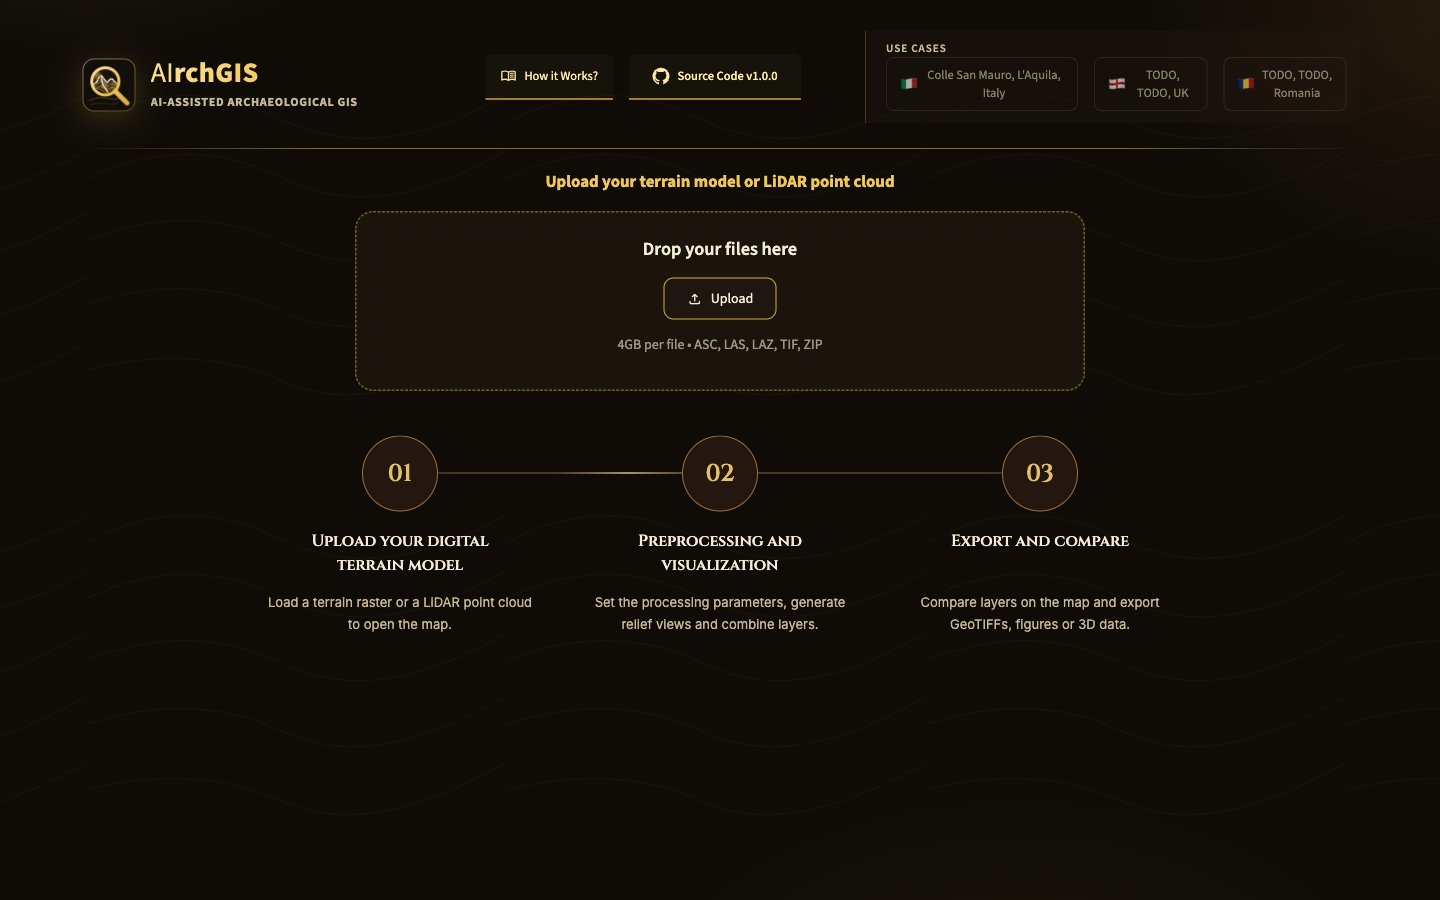 AIrchGIS
AI-ASSISTED ARCHAEOLOGICAL GIS
How it Works?
Source Code v1.0.0
USE CASES
Colle San Mauro, L'Aquila,
Italy
TODO,
TODO, UK
TODO, TODO,
Romania
Upload your terrain model or LiDAR point cloud
Drop your files here
Upload
4GB per file • ASC, LAS, LAZ, TIF, ZIP
01
02
03
Upload your digital
terrain model
Preprocessing and
visualization
Export and compare
Load a terrain raster or a LiDAR point cloud
to open the map.
Set the processing parameters, generate
relief views and combine layers.
Compare layers on the map and export
GeoTIFFs, figures or 3D data.